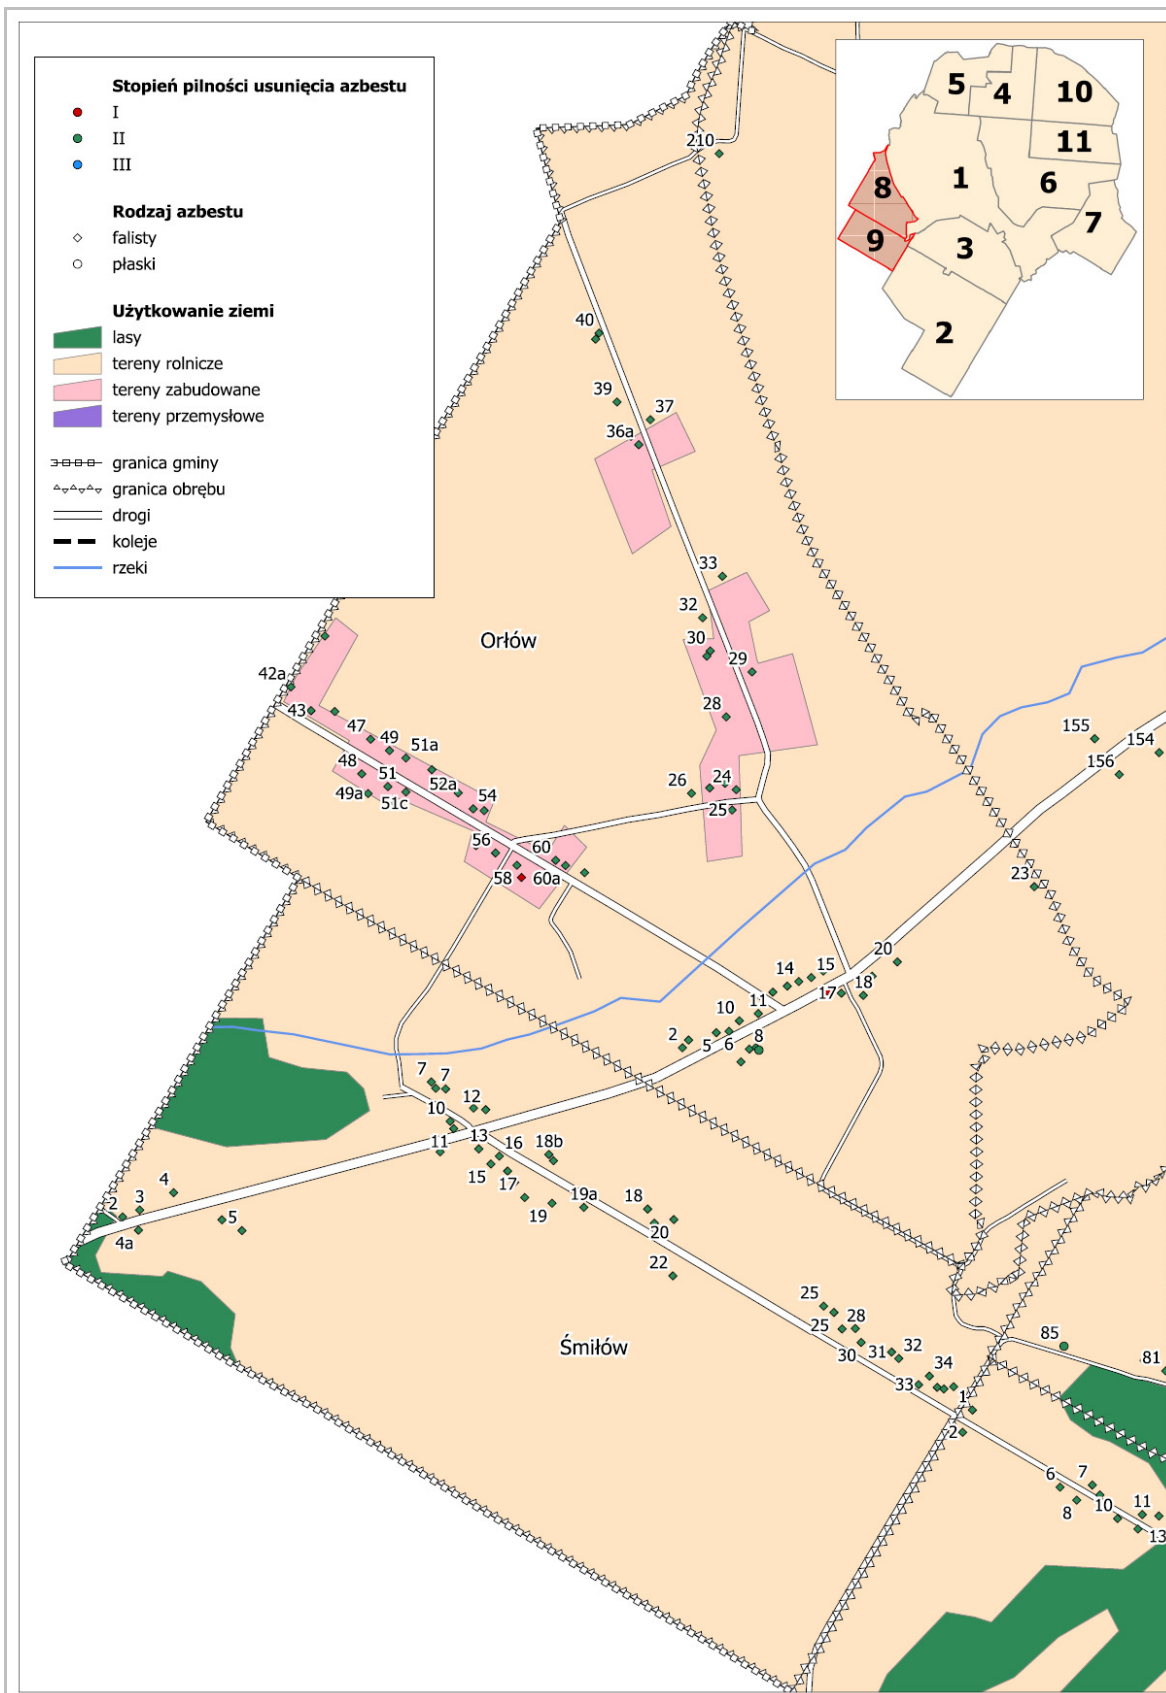 Stopień pilności usunięcia azbestu
I
II
III
Rodzaj azbestu
falisty
płaski
Użytkowanie ziemi
lasy
tereny rolnicze
tereny zabudowane
tereny przemysłowe
granica gminy
granica obrębu
drogi
koleje
rzeki
5
4
10
11
1
6
8
7
9
3
2
210
40
39
37
36a
33
32
30
29
28
Orłów
42a
43
47
49
51a
48
51
52a
49a
51c
54
26
24
25
56
60
58
60a
155
154
156
23
20
14
15
17
18
11
10
2
5
6
8
7
7
10
12
11
13
16
18b
15
17
19a
18
19
20
22
4
3
2
4a
5
25
25
28
30
31
32
33
34
Śmiłów
85
81
1
2
6
7
8
10
11
13